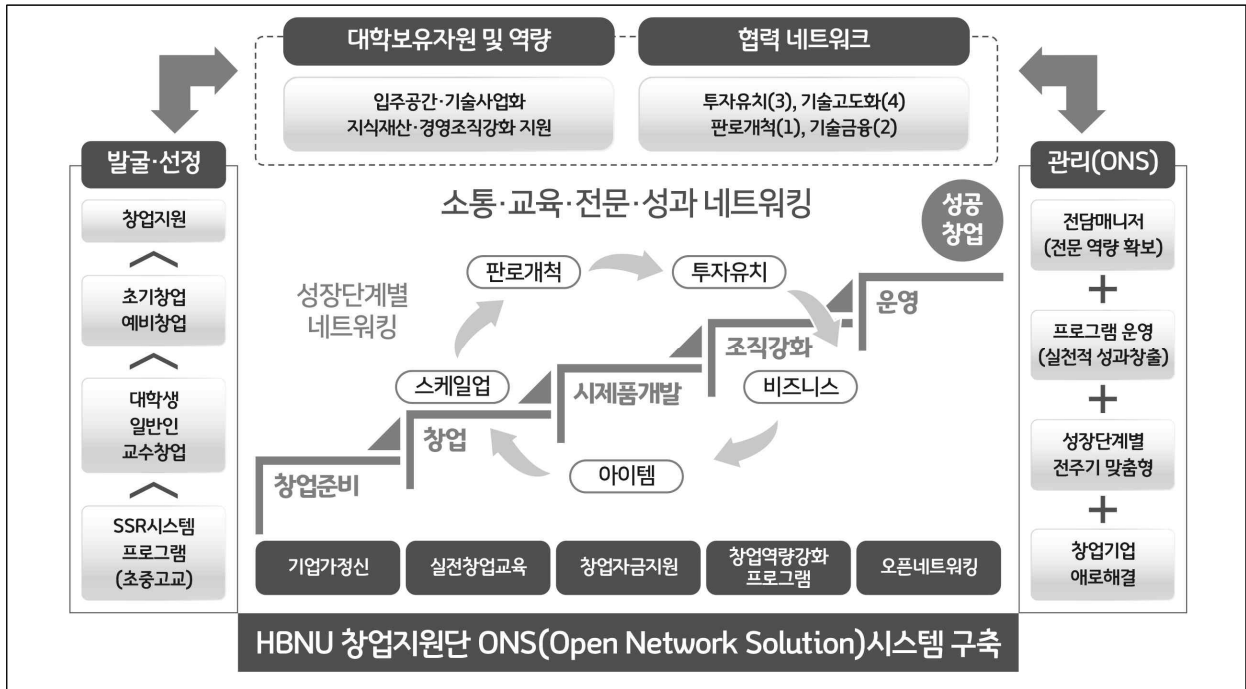 대학보유자원 및 역량
입주공간·기술사업화
지식재산·경영조직강화 지원
협력 네트워크
투자유치(3), 기술고도화(4)
판로개척(1), 기술금융(2)
발굴·선정
창업지원
초기창업
예비창업
대학생
일반인
교수창업
SSR시스템
프로그램
(초중고교)
소통·교육·전문·성과 네트워킹
성공
창업
성장단계별
네트워킹
판로개척
투자유치
스케일업
비즈니스
아이템
창업준비
창업
시제품개발
조직강화
운영
기업가정신
실전창업교육
창업자금지원
창업역량강화
프로그램
오픈네트워킹
관리(ONS)
전담매니저
(전문 역량 확보)
+
프로그램 운영
(실천적 성과창출)
+
성장단계별
전주기 맞춤형
+
창업기업
애로해결
HBNU 창업지원단 ONS(Open Network Solution)시스템 구축